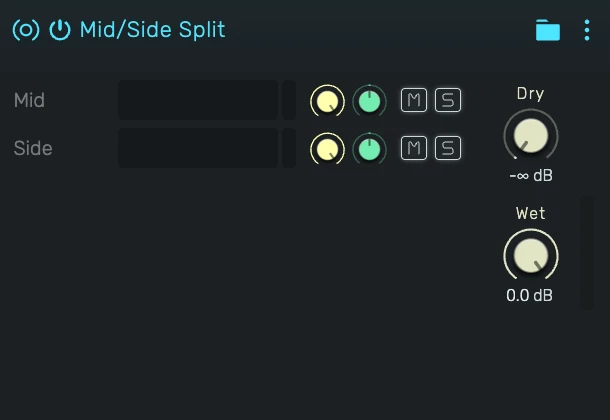 Mid/Side Split
Mid M S
Dry
Side M S
-∞ dB
Wet
0.0 dB